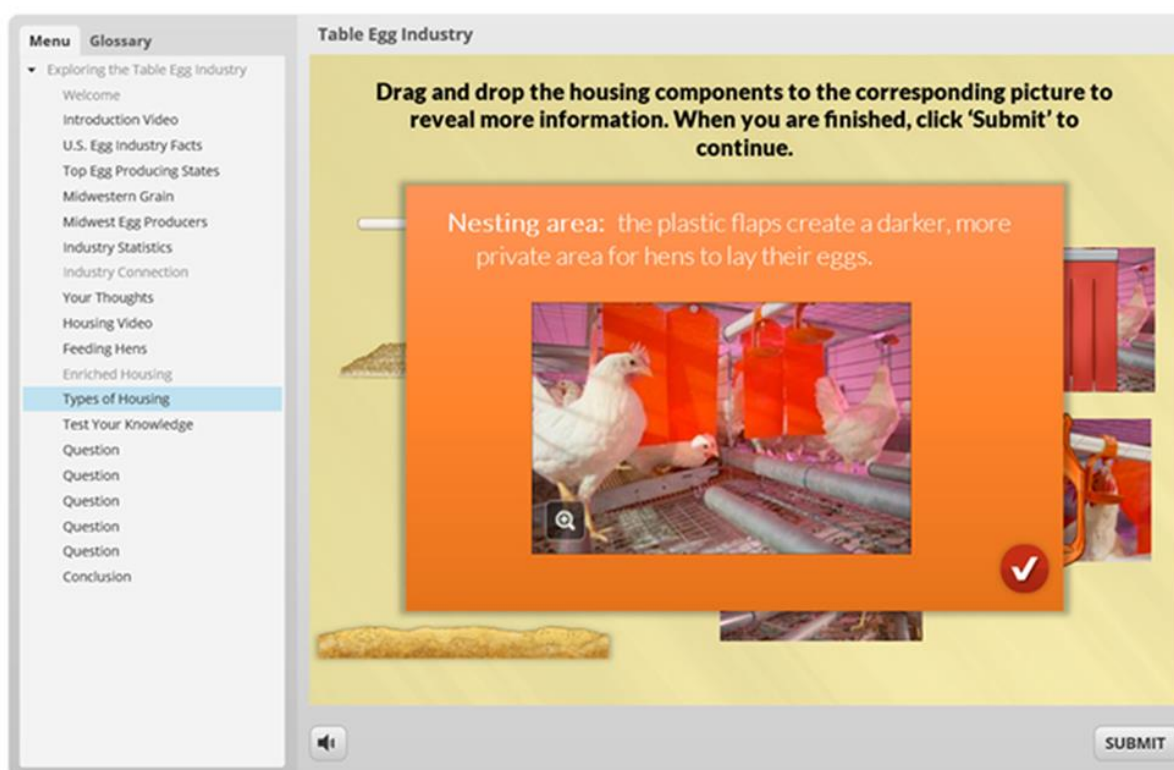 Menu Glossary
Exploring the Table Egg Industry
Welcome
Introduction Video
U.S. Egg Industry Facts
Top Egg Producing States
Midwestern Grain
Midwest Egg Producers
Industry Statistics
Industry Connection
Your Thoughts
Housing Video
Feeding Hens
Enriched Housing
Types of Housing
Test Your Knowledge
Question
Question
Question
Question
Question
Conclusion
Table Egg Industry
Drag and drop the housing components to the corresponding picture to
reveal more information. When you are finished, click ‘Submit’ to
continue.
Nesting area: the plastic flaps create a darker, more
private area for hens to lay their eggs.
SUBMIT